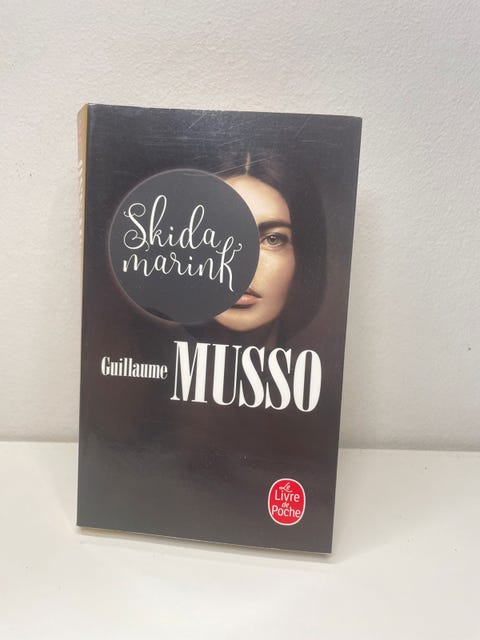 Skida
marink
Guillaume MUSSO
Le
Livre
de
Poche